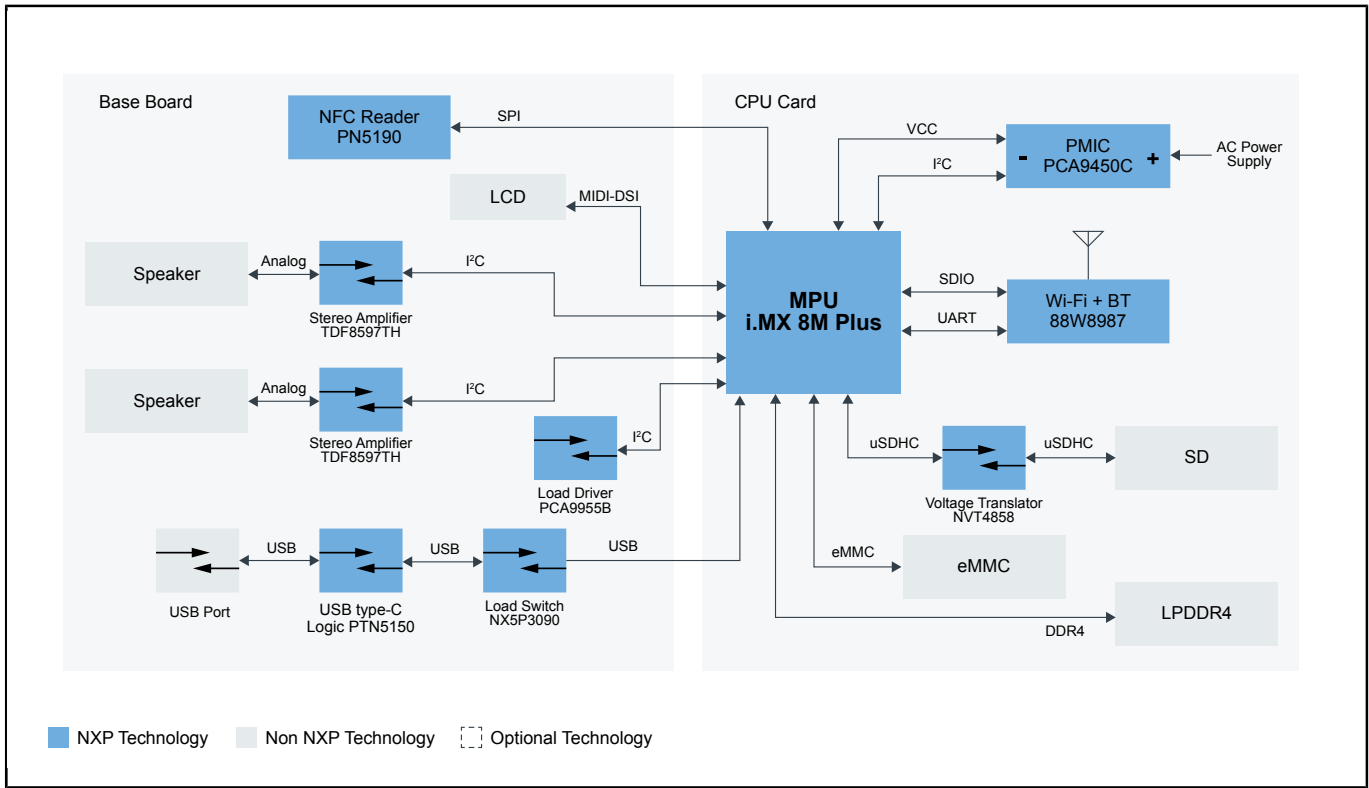 Base Board
CPU Card
NFC Reader
PN5190
SPI
VCC
I²C
PMIC
PCA9450C
-
+
AC Power
Supply
LCD
MIDI-DSI
Speaker
Analog
I²C
Stereo Amplifier
TDF8597TH
MPU
i.MX 8M Plus
SDIO
UART
Wi-Fi + BT
88W8987
Speaker
Analog
I²C
Stereo Amplifier
TDF8597TH
I²C
Load Driver
PCA9955B
uSDHC
uSDHC
SD
Voltage Translator
NVT4858
USB
USB
USB
USB Port
USB type-C
Logic PTN5150
Load Switch
NX5P3090
eMMC
eMMC
LPDDR4
DDR4
NXP Technology
Non NXP Technology
Optional Technology